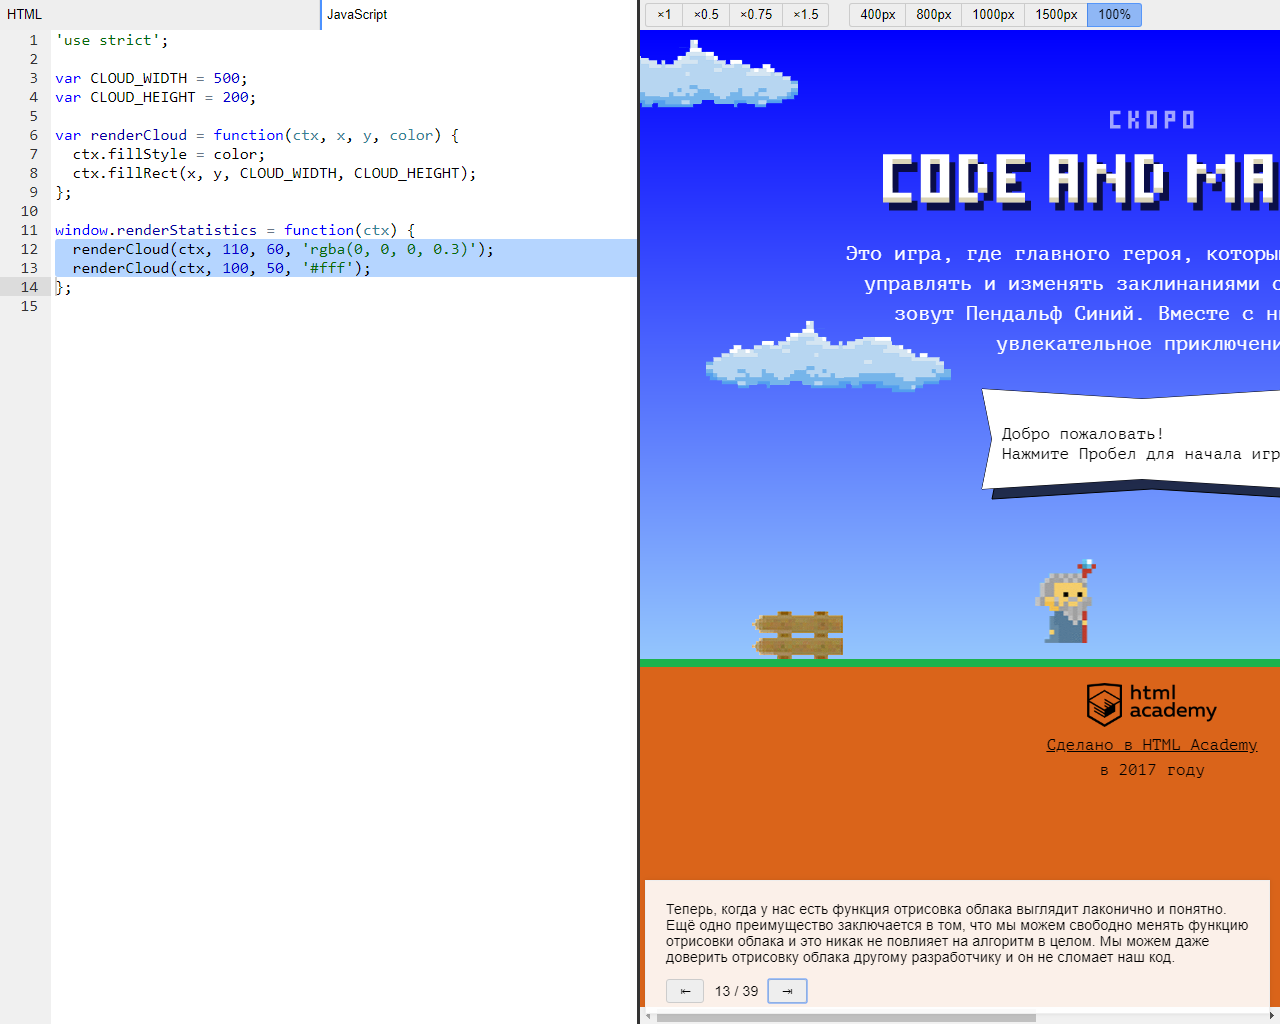 HTML
JavaScript
1 'use strict';
2
3 var CLOUD_WIDTH = 500;
4 var CLOUD_HEIGHT = 200;
5
6 var renderCloud = function(ctx, x, y, color) {
7 ctx.fillStyle = color;
8 ctx.fillRect(x, y, CLOUD_WIDTH, CLOUD_HEIGHT);
9 };
10
11 window.renderStatistics = function(ctx) {
12 renderCloud(ctx, 110, 60, 'rgba(0, 0, 0, 0.3)');
13 renderCloud(ctx, 100, 50, '#fff');
14 };
15
×1 ×0.5 ×0.75 ×1.5 400px 800px 1000px 1500px 100%
СКОРО
CODE AND MA
Это игра, где главного героя, которы
управлять и изменять заклинаниями с
зовут Пендальф Синий. Вместе с н
увлекательное приключени
Добро пожаловать!
Нажмите Пробел для начала игр
html
academy
Сделано в HTML Academy
в 2017 году
Теперь, когда у нас есть функция отрисовка облака выглядит лаконично и понятно.
Ещё одно преимущество заключается в том, что мы можем свободно менять функцию
отрисовки облака и это никак не повлияет на алгоритм в целом. Мы можем даже
доверить отрисовку облака другому разработчику и он не сломает наш код.
⇤ 13 / 39 ⇥